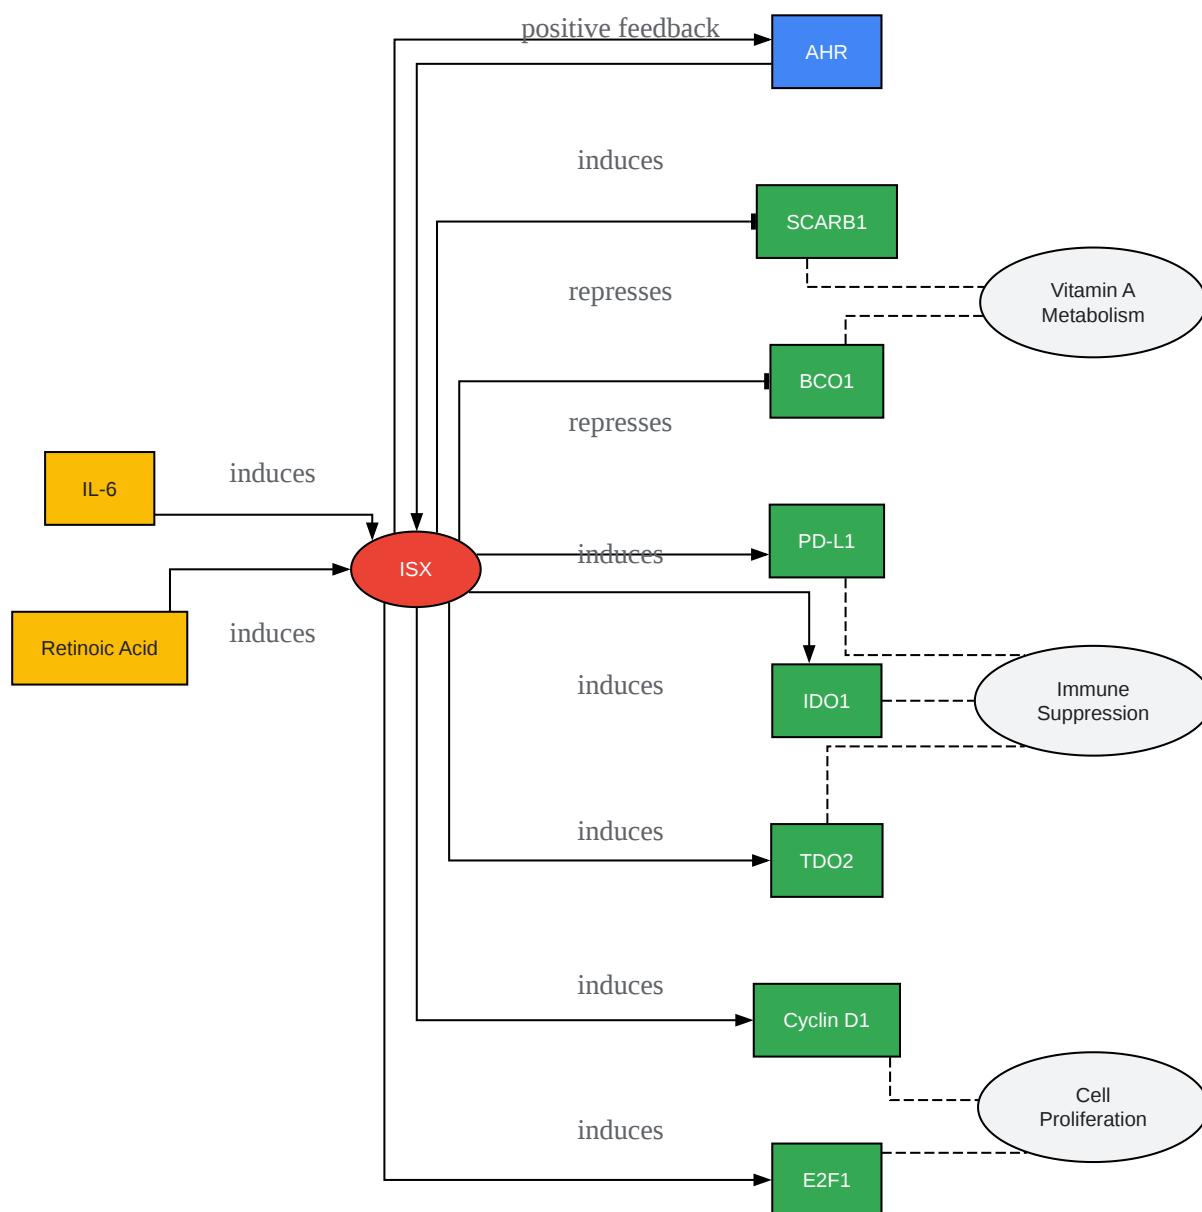 positive feedback
AHR
induces
SCARB1
represses
Vitamin A
Metabolism
BCO1
represses
IL-6
induces
PD-L1
induces
ISX
Retinoic Acid
induces
induces
IDO1
Immune
Suppression
induces
TDO2
induces
Cyclin D1
Cell
Proliferation
induces
E2F1